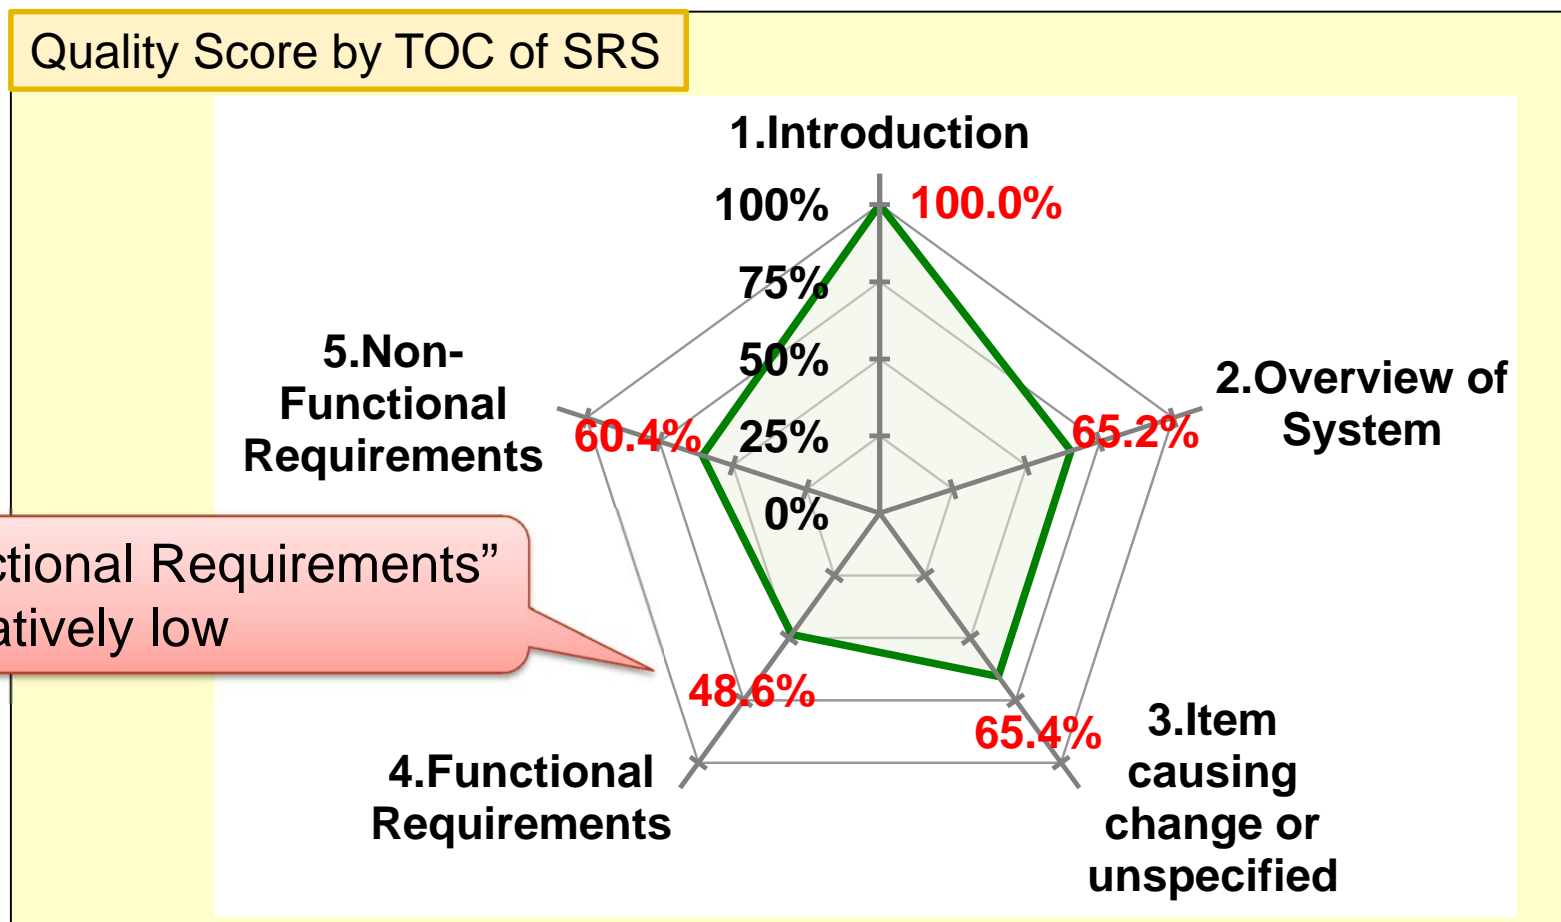 Quality Score by TOC of SRS
1.Introduction
100%
100.0%
75%
50%
25%
0%
2.Overview of
System
65.2%
3.Item
causing
change or
unspecified
65.4%
4.Functional
Requirements
48.6%
5.Non-
Functional
Requirements
60.4%
ctional Requirements”
atively low